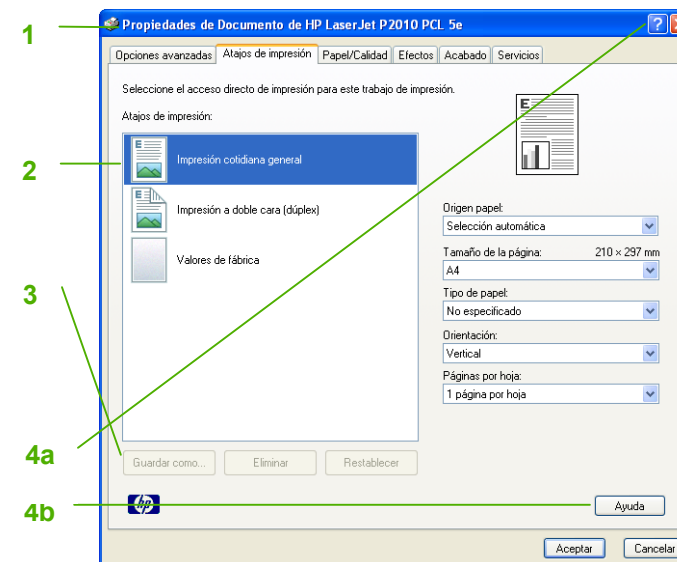 1
Propiedades de Documento de HP LaserJet P2010 PCL 5e
?
Opciones avanzadas Atajos de impresión Papel/Calidad Efectos Acabado Servicios
Seleccione el acceso directo de impresión para este trabajo de impresión.
Atajos de impresión:
E
2
Impresión cotidiana general
Impresión a doble cara (dúplex)
Valores de fábrica
Origen papel:
Selección automática
Tamaño de la página: 210 × 297 mm
A4
Tipo de papel:
No especificado
Orientación:
Vertical
Páginas por hoja:
1 página por hoja
3
Guardar como... Eliminar Restablecer
4a
hp
4b
Ayuda
Aceptar Cancelar